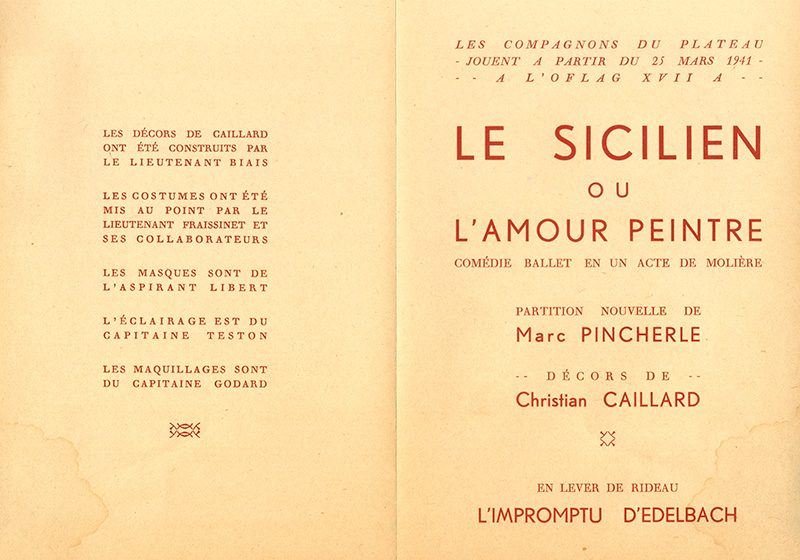 LES DÉCORS DE CAILLARD
ONT ÉTÉ CONSTRUITS PAR
LE LIEUTENANT BIAIS
LES COSTUMES ONT ÉTÉ
MIS AU POINT PAR LE
LIEUTENANT FRAISSINET ET
SES COLLABORATEURS
LES MASQUES SONT DE
L'ASPIRANT LIBERT
L'ÉCLAIRAGE EST DU
CAPITAINE TESTON
LES MAQUILLAGES SONT
DU CAPITAINE GODARD
LES COMPAGNONS DU PLATEAU
- JOUENT A PARTIR DU 25 MARS 1941 -
- - A L'OFLAG XVII A - -
LE SICILIEN
OU
L'AMOUR PEINTRE
COMÉDIE BALLET EN UN ACTE DE MOLIÈRE
PARTITION NOUVELLE DE
Marc PINCHERLE
-- DÉCORS DE --
Christian CAILLARD
EN LEVER DE RIDEAU
L'IMPROMPTU D'EDELBACH